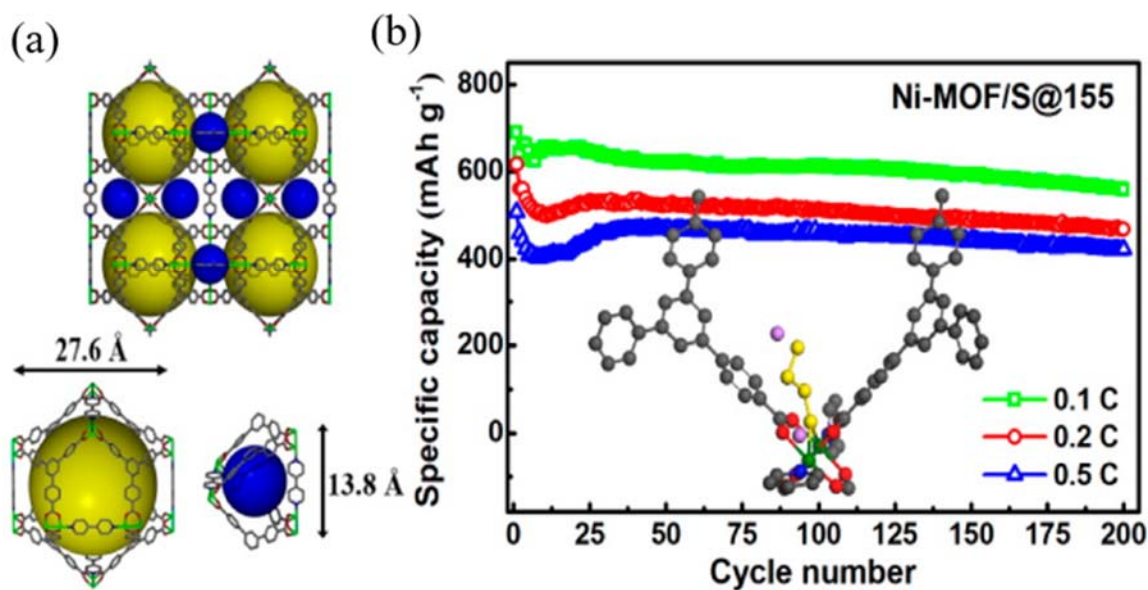 (a)
27.6 Å
13.8 Å
(b)
Specific capacity (mAh g⁻¹)
800
600
400
200
0
Ni-MOF/S@155
0.1 C
0.2 C
0.5 C
0 25 50 75 100 125 150 175 200
Cycle number